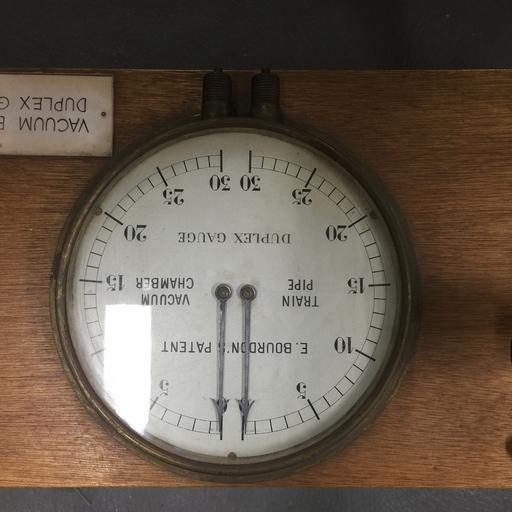 5 5
E. BOURDON'S PATENT
10
TRAIN
PIPE
VACUUM
CHAMBER
15 15
DUPLEX GAUGE
20 20
25 25
30 30
VACUUM
DUPLEX